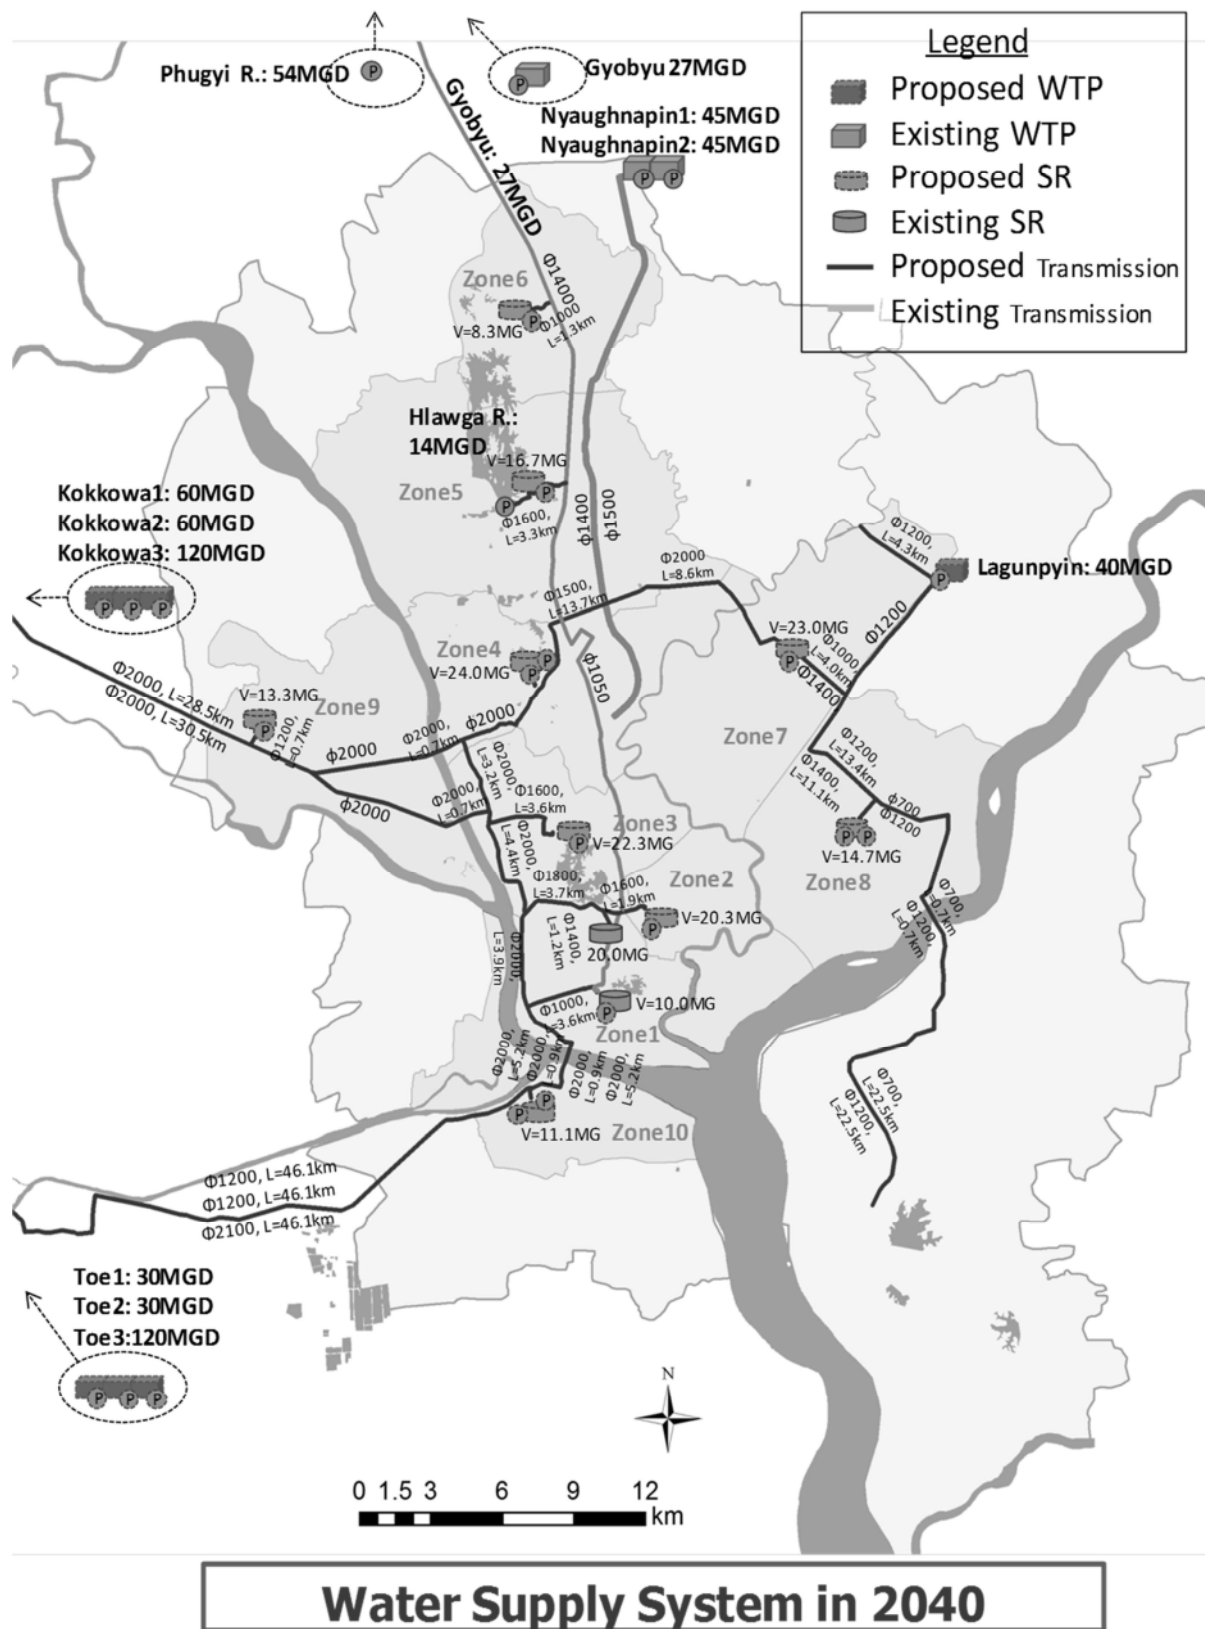 Legend
Proposed WTP
Existing WTP
Proposed SR
Existing SR
Proposed Transmission
Existing Transmission
Phugyi R.: 54MGD
P
P
Gyobyu 27MGD
Nyaughnapin1: 45MGD
Nyaughnapin2: 45MGD
P P
Gyobyu: 27MGD
Φ14000
Zone6
P
V=8.3MG
Φ1000
L=1.3km
Hlawga R.:
14MGD
V=16.7MG
Zone5
P
P
Φ1600,
L=3.3km
ϕ1400
ϕ1500
Kokkowa1: 60MGD
Kokkowa2: 60MGD
Kokkowa3: 120MGD
P P P
Φ2000
L=8.6km
Φ1500,
L=13.7km
Φ1200,
L=4.3km
P
Lagunpyin: 40MGD
Φ1200
V=23.0MG
P
Φ1000,
L=4.0km
Φ1400
Zone4
P
P
V=24.0MG
Φ1050
Φ2000, L=28.5km
Φ2000, L=30.5km
V=13.3MG
P
Zone9
Φ1200,
L=0.7km
ϕ2000
Φ2000,
L=0.7km
ϕ2000
Zone7
Φ1200,
L=13.4km
Φ1400,
L=11.1km
ϕ700
Φ1200
P P
V=14.7MG
Zone8
ϕ2000
Φ2000,
L=0.7km
Φ2000,
L=3.2km
Φ1600,
L=3.6km
Zone3
P
V=22.3MG
Φ2000,
L=4.4km
Φ1800,
L=3.7km
Φ1600,
L=1.9km
Zone2
P
V=20.3MG
Φ700,
L=0.7km
Φ1200,
L=0.7km
Φ1400,
L=1.2km
20.0MG
Φ2000,
L=3.9km
Φ1000,
L=3.6km
P
V=10.0MG
Zone1
Φ2000,
L=5.2km
Φ2000,
L=0.9km
Φ2000,
L=0.9km
Φ2000,
L=5.2km
P
P
V=11.1MG
Zone10
Φ700,
L=22.5km
Φ1200,
L=22.5km
Φ1200, L=46.1km
Φ1200, L=46.1km
Φ2100, L=46.1km
Toe1: 30MGD
Toe2: 30MGD
Toe3:120MGD
P P P
N
0 1.5 3 6 9 12
km
Water Supply System in 2040